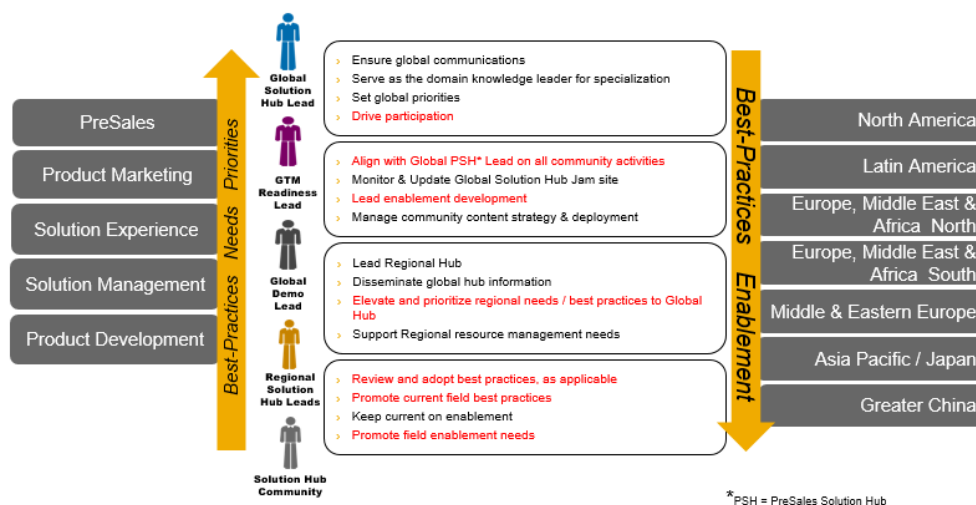 PreSales
Product Marketing
Solution Experience
Solution Management
Product Development
Best-Practices Needs Priorities
Global
Solution
Hub Lead
GTM
Readiness
Lead
Global
Demo
Lead
Regional
Solution
Hub Leads
Solution Hub
Community
› Ensure global communications
› Serve as the domain knowledge leader for specialization
› Set global priorities
› Drive participation
› Align with Global PSH* Lead on all community activities
› Monitor & Update Global Solution Hub Jam site
› Lead enablement development
› Manage community content strategy & deployment
› Lead Regional Hub
› Disseminate global hub information
› Elevate and prioritize regional needs / best practices to Global
Hub
› Support Regional resource management needs
› Review and adopt best practices, as applicable
› Promote current field best practices
› Keep current on enablement
› Promote field enablement needs
Best-Practices Enablement
North America
Latin America
Europe, Middle East &
Africa North
Europe, Middle East &
Africa South
Middle & Eastern Europe
Asia Pacific / Japan
Greater China
*PSH = PreSales Solution Hub